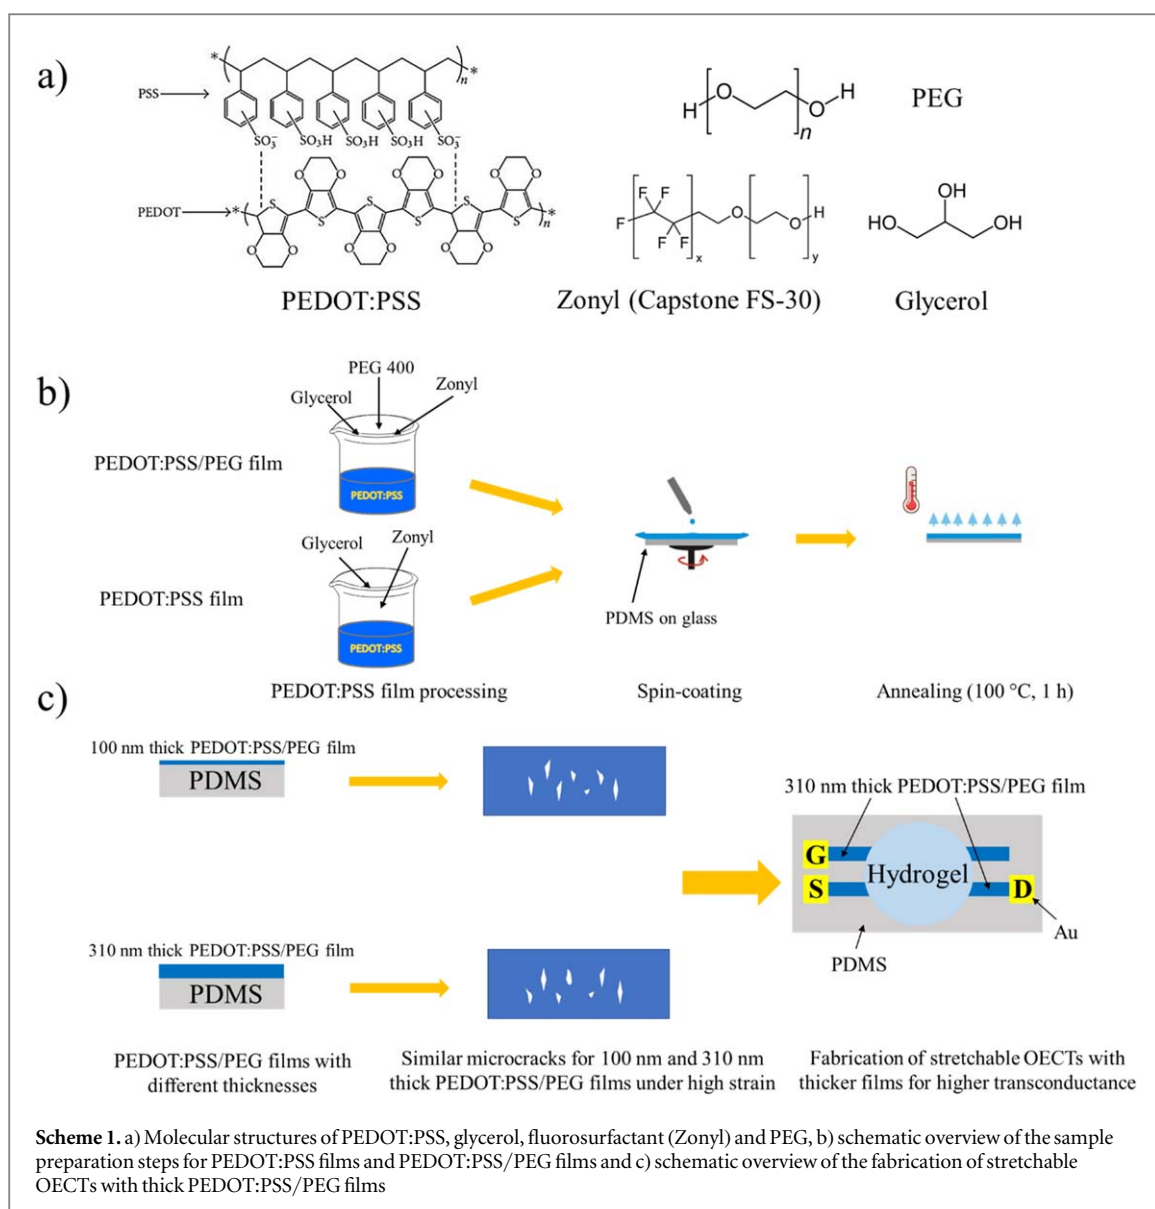 a)
PSS
*
n
*
SO3-
SO3H
SO3H
SO3H
SO3-
PEDOT
*
S
S
S
S
S
S
O
O
O
O
O
O
O
O
O
O
O
O
n
*
PEDOT:PSS
H
O
n
O
H
PEG
F
F
F
F
F
x
O
O
H
y
Zonyl (Capstone FS-30)
OH
HO
OH
Glycerol
b)
PEG 400
Glycerol
Zonyl
PEDOT:PSS/PEG film
PEDOT:PSS
Glycerol
Zonyl
PEDOT:PSS film
PEDOT:PSS
PDMS on glass
PEDOT:PSS film processing
Spin-coating
Annealing (100 °C, 1 h)
c)
100 nm thick PEDOT:PSS/PEG film
PDMS
310 nm thick PEDOT:PSS/PEG film
G
S
Hydrogel
D
Au
PDMS
310 nm thick PEDOT:PSS/PEG film
PDMS
PEDOT:PSS/PEG films with
different thicknesses
Similar microcracks for 100 nm and 310 nm
thick PEDOT:PSS/PEG films under high strain
Fabrication of stretchable OECTs with
thicker films for higher transconductance
Scheme 1. a) Molecular structures of PEDOT:PSS, glycerol, fluorosurfactant (Zonyl) and PEG, b) schematic overview of the sample
preparation steps for PEDOT:PSS films and PEDOT:PSS/PEG films and c) schematic overview of the fabrication of stretchable
OECTs with thick PEDOT:PSS/PEG films